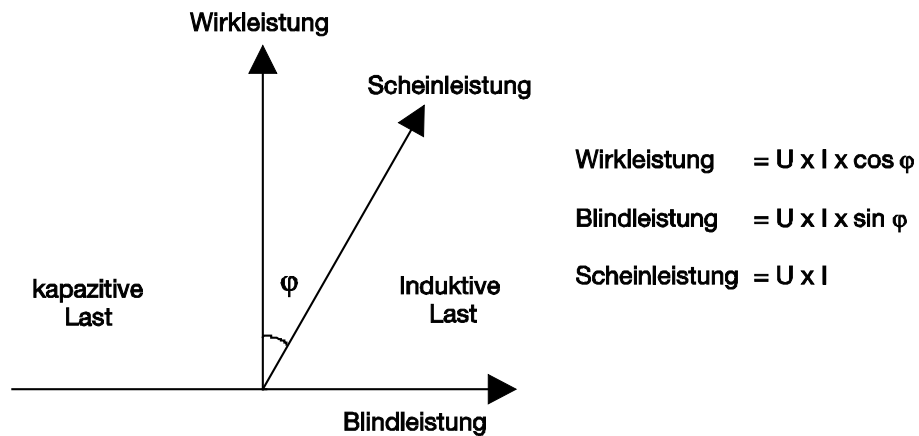 Wirkleistung
Scheinleistung
Wirkleistung = U x I x cos φ
Blindleistung = U x I x sin φ
Scheinleistung = U x I
kapazitive
Last
φ
Induktive
Last
Blindleistung